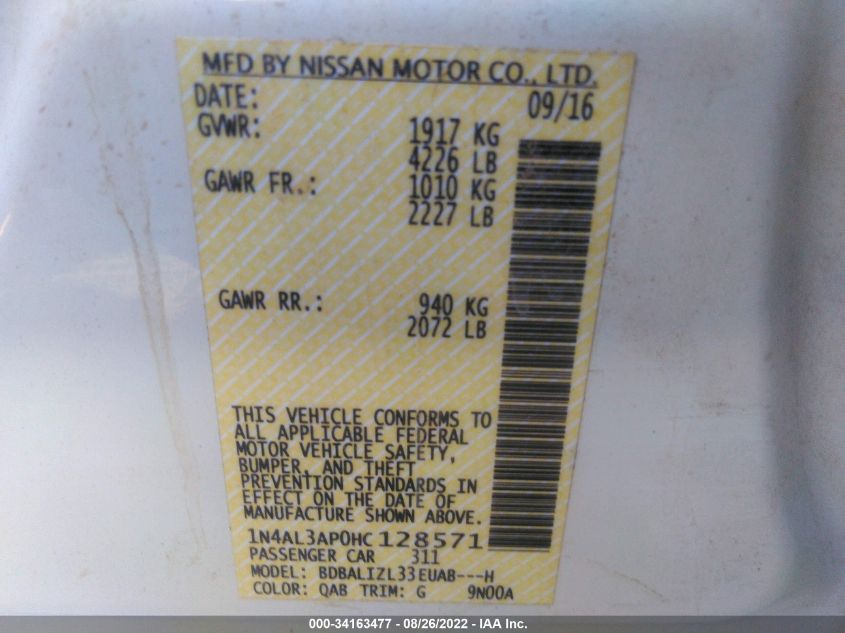 MFD BY NISSAN MOTOR CO., LTD.
DATE: 09/16
GVWR: 1917 KG
4226 LB
GAWR FR.: 1010 KG
2227 LB
GAWR RR.: 940 KG
2072 LB
THIS VEHICLE CONFORMS TO
ALL APPLICABLE FEDERAL
MOTOR VEHICLE SAFETY,
BUMPER, AND THEFT
PREVENTION STANDARDS IN
EFFECT ON THE DATE OF
MANUFACTURE SHOWN ABOVE.
1N4AL3AP0HC128571
PASSENGER CAR 311
MODEL: BDBALIZL33EUAB---H
COLOR: QAB TRIM: G 9N00A
000-34163477 - 08/26/2022 - IAA Inc.